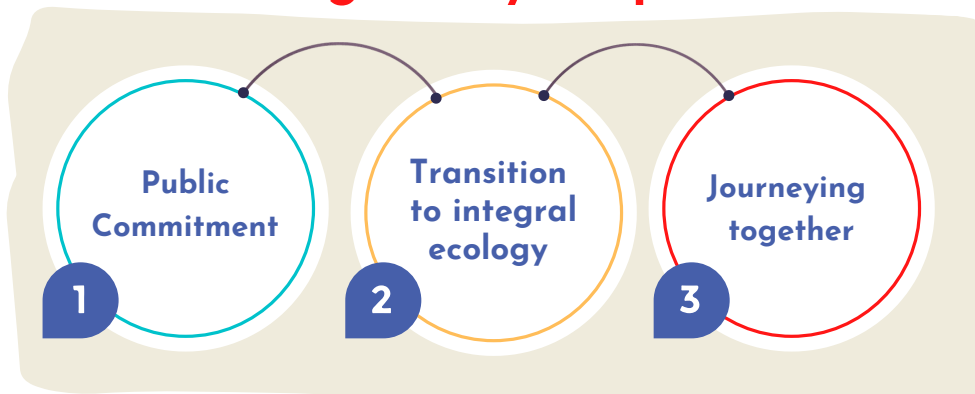 Public
Commitment
1
Transition
to integral
ecology
2
Journeying
together
3